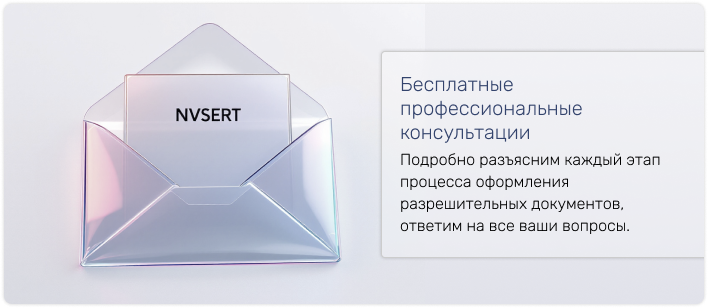 NVSERT
Бесплатные
профессиональные
консультации
Подробно разъясним каждый этап
процесса оформления
разрешительных документов,
ответим на все ваши вопросы.